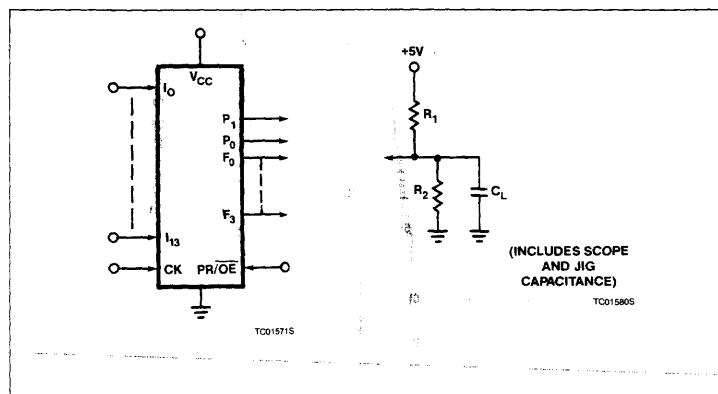 V_CC
I_0
P_1
P_0
F_0
F_3
I_13
CK PR/O̅E̅
TC01571S
+5V
R_1
R_2 C_L
(INCLUDES SCOPE
AND JIG
CAPACITANCE)
TC01580S